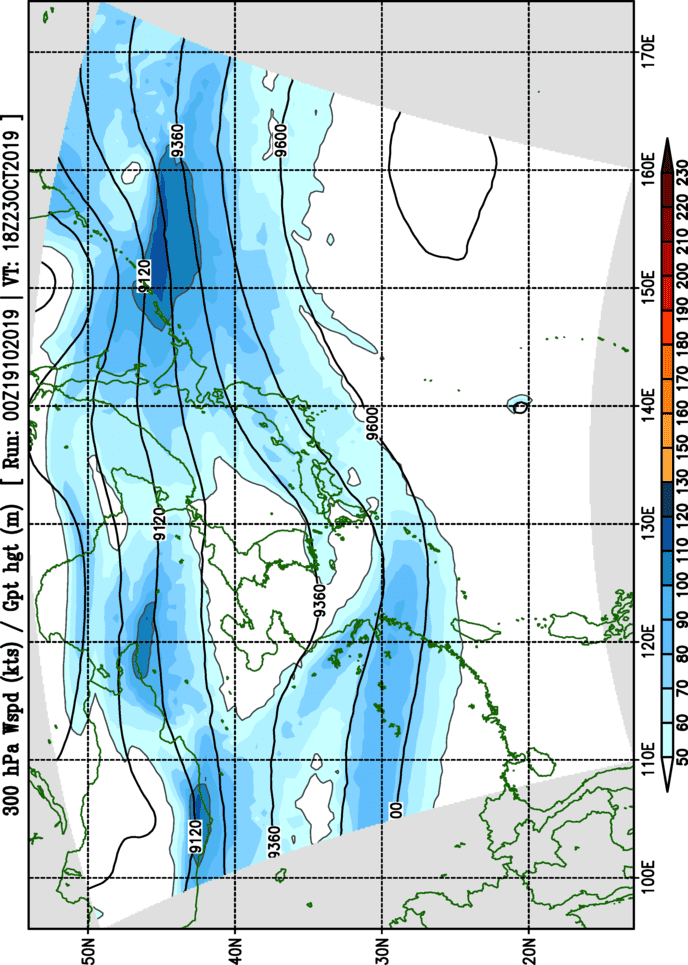 300 hPa Wspd (kts) / Gpt hgt (m) [ Run: 00Z19102019 | VT: 18Z23OCT2019 ]
170E
160E
150E
140E
130E
120E
110E
100E
50N
40N
30N
20N
9360
9600
9120
9600
9120
9360
9120
9360
00
230
220
210
200
190
180
170
160
150
140
130
120
110
100
90
80
70
60
50